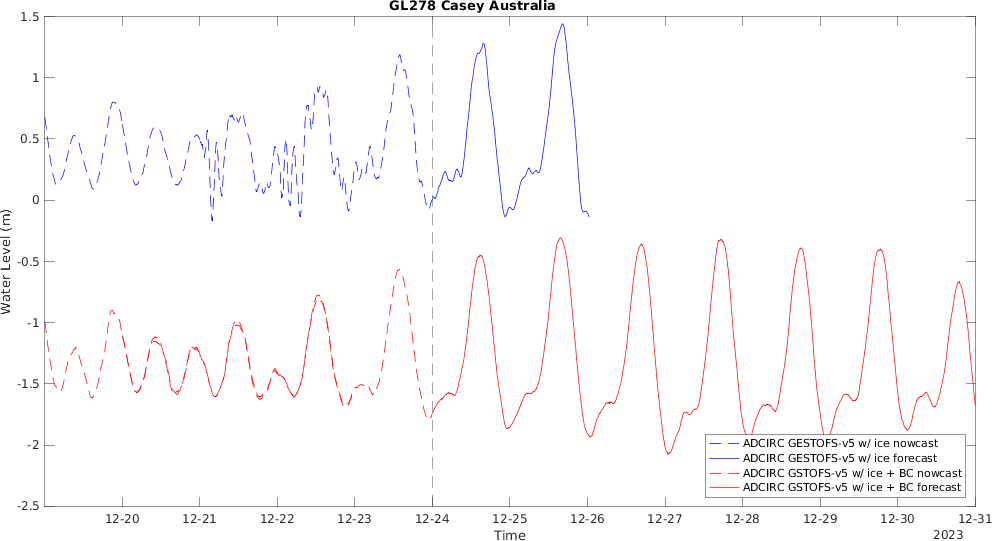 GL278 Casey Australia
Water Level (m)
1.5
1
0.5
0
-0.5
-1
-1.5
-2
-2.5
ADCIRC GESTOFS-v5 w/ ice nowcast
ADCIRC GESTOFS-v5 w/ ice forecast
ADCIRC GSTOFS-v5 w/ ice + BC nowcast
ADCIRC GSTOFS-v5 w/ ice + BC forecast
12-20 12-21 12-22 12-23 12-24 12-25 12-26 12-27 12-28 12-29 12-30 12-31
Time
2023